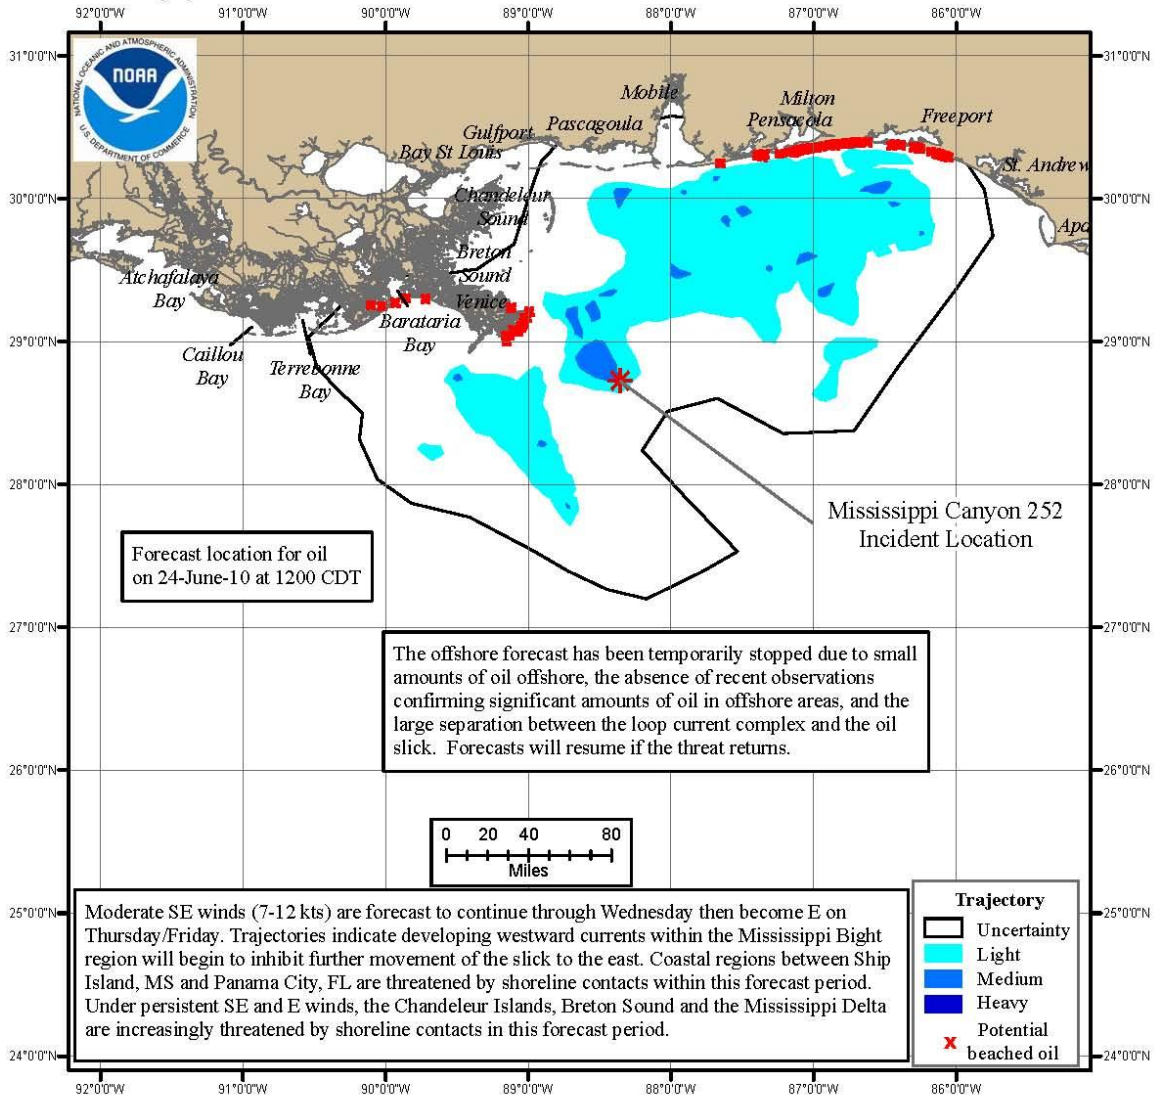 92°0'0"W 91°0'0"W 90°0'0"W 89°0'0"W 88°0'0"W 87°0'0"W 86°0'0"W
31°0'0"N 31°0'0"N
NATIONAL OCEANIC AND ATMOSPHERIC ADMINISTRATION
NOAA
U.S. DEPARTMENT OF COMMERCE
Mobile
Milton
Pensacola
Freeport
Pascagoula
Gulfport
Bay St Louis
St. Andrew
30°0'0"N 30°0'0"N
Chandeleur
Sound
Apa
Breton
Sound
Atchafalaya
Bay
Venice
Barataria
Bay
29°0'0"N 29°0'0"N
Caillou
Bay
Terrebonne
Bay
28°0'0"N 28°0'0"N
Mississippi Canyon 252
Incident Location
Forecast location for oil
on 24-June-10 at 1200 CDT
27°0'0"N 27°0'0"N
The offshore forecast has been temporarily stopped due to small
amounts of oil offshore, the absence of recent observations
confirming significant amounts of oil in offshore areas, and the
large separation between the loop current complex and the oil
slick. Forecasts will resume if the threat returns.
26°0'0"N 26°0'0"N
0 20 40 80
Miles
25°0'0"N 25°0'0"N
Moderate SE winds (7-12 kts) are forecast to continue through Wednesday then become E on
Thursday/Friday. Trajectories indicate developing westward currents within the Mississippi Bight
region will begin to inhibit further movement of the slick to the east. Coastal regions between Ship
Island, MS and Panama City, FL are threatened by shoreline contacts within this forecast period.
Under persistent SE and E winds, the Chandeleur Islands, Breton Sound and the Mississippi Delta
are increasingly threatened by shoreline contacts in this forecast period.
Trajectory
Uncertainty
Light
Medium
Heavy
x Potential
beached oil
24°0'0"N 24°0'0"N
92°0'0"W 91°0'0"W 90°0'0"W 89°0'0"W 88°0'0"W 87°0'0"W 86°0'0"W